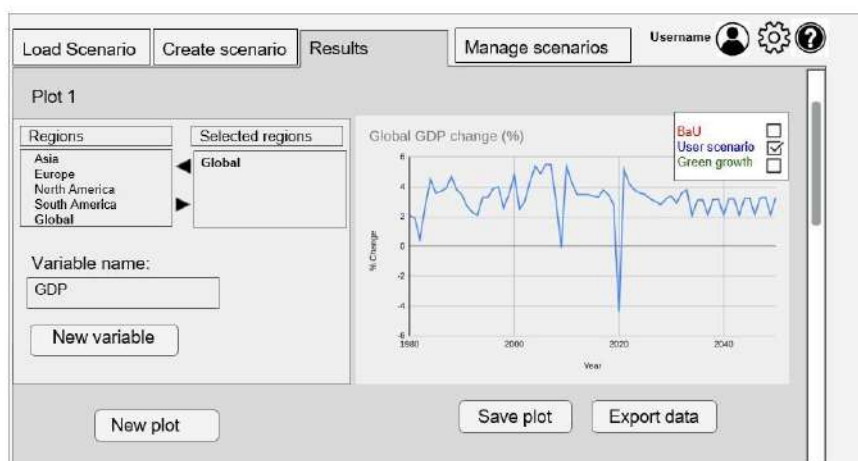 Load Scenario
Create scenario
Results
Manage scenarios
Username
?
Plot 1
Regions
Selected regions
Asia
Europe
North America
South America
Global
Global
Variable name:
GDP
New variable
New plot
Global GDP change (%)
BaU
User scenario
Green growth
% Change
6
4
2
0
-2
-4
-6
1980
2000
2020
2040
Year
Save plot
Export data